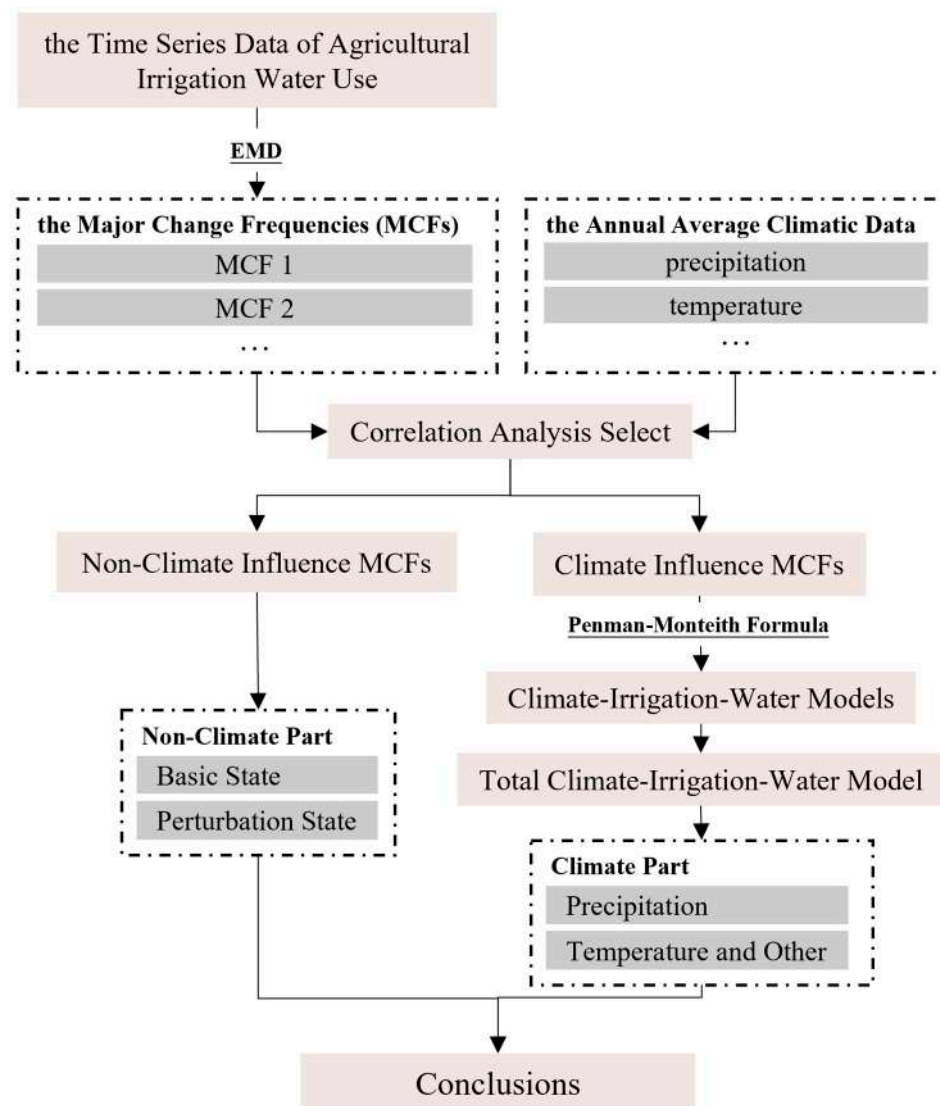 the Time Series Data of Agricultural
Irrigation Water Use
EMD
the Major Change Frequencies (MCFs)
MCF 1
MCF 2
...
the Annual Average Climatic Data
precipitation
temperature
...
Correlation Analysis Select
Non-Climate Influence MCFs
Climate Influence MCFs
Penman-Monteith Formula
Climate-Irrigation-Water Models
Total Climate-Irrigation-Water Model
Non-Climate Part
Basic State
Perturbation State
Climate Part
Precipitation
Temperature and Other
Conclusions